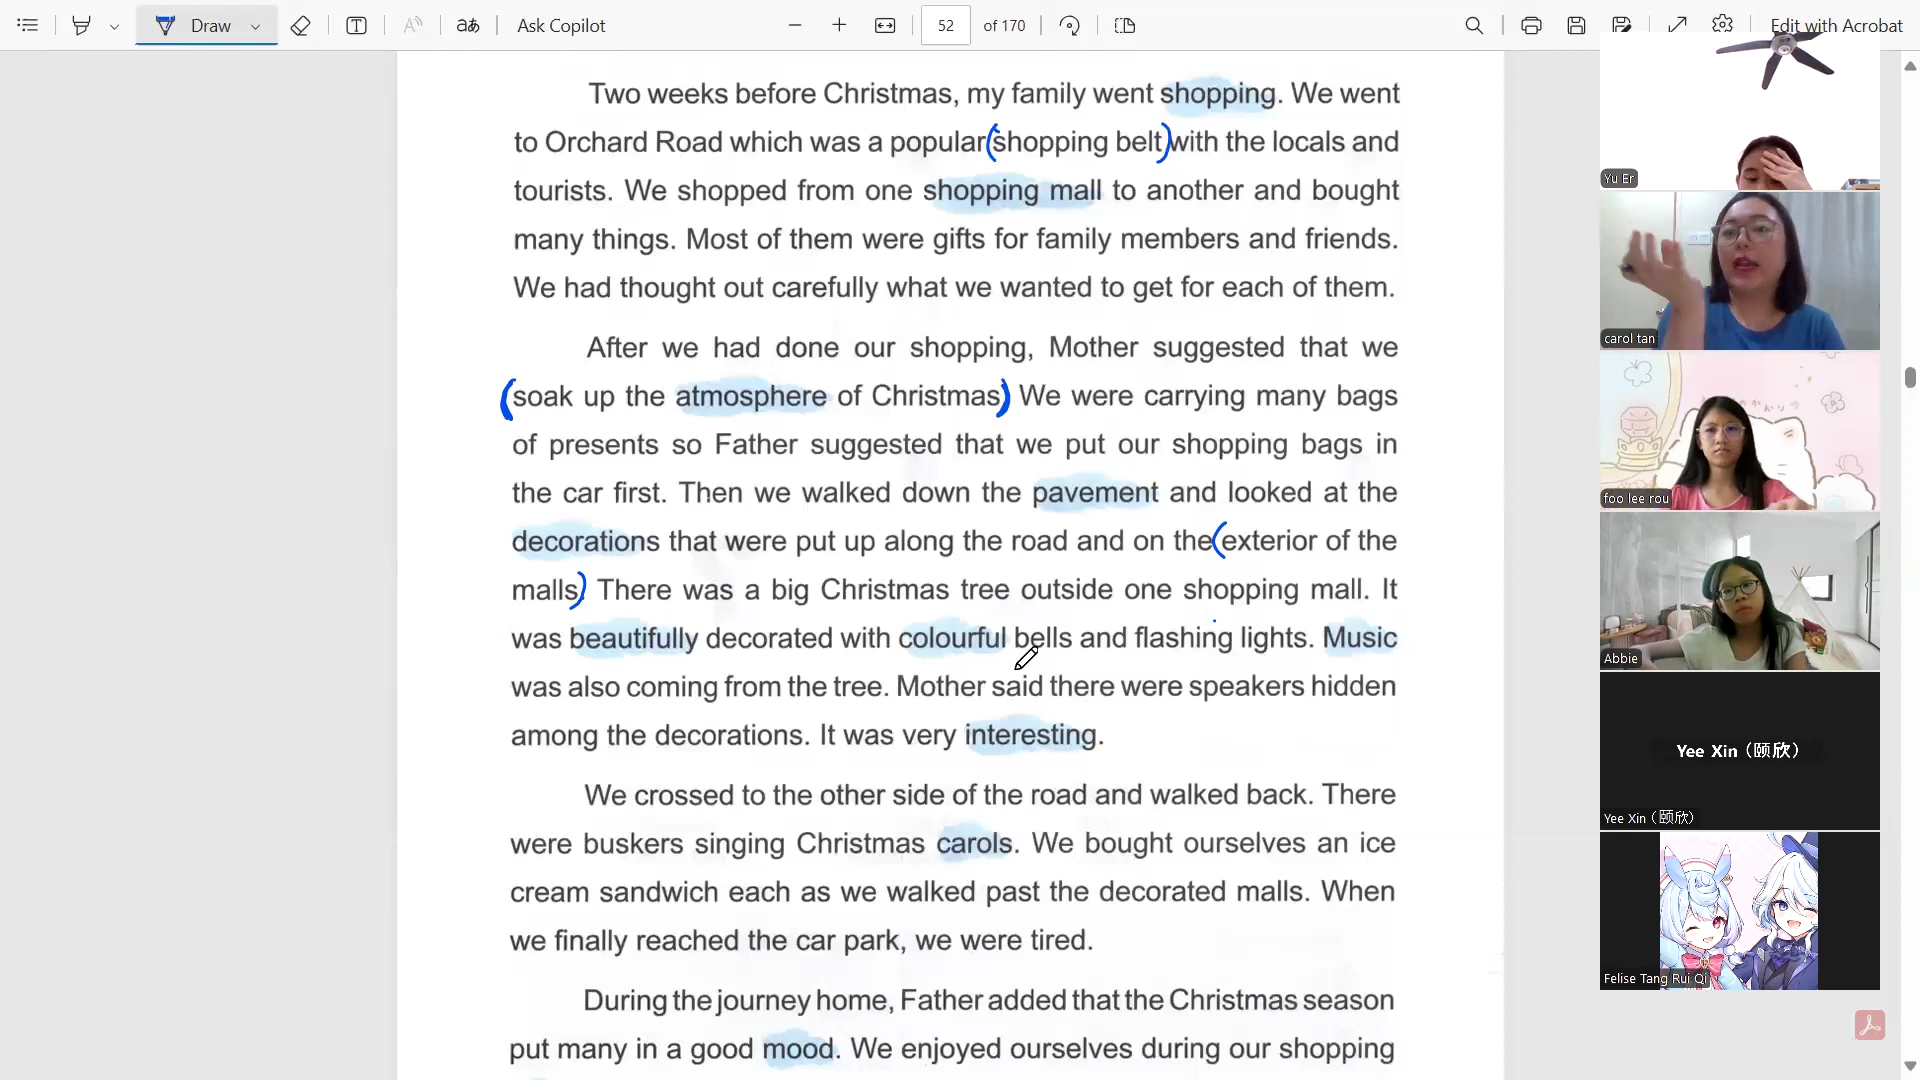 Draw
T
A
aあ
Ask Copilot
52 of 170
Edit with Acrobat
Two weeks before Christmas, my family went shopping. We went
to Orchard Road which was a popular (shopping belt) with the locals and
tourists. We shopped from one shopping mall to another and bought
many things. Most of them were gifts for family members and friends.
We had thought out carefully what we wanted to get for each of them.
After we had done our shopping, Mother suggested that we
(soak up the atmosphere of Christmas.) We were carrying many bags
of presents so Father suggested that we put our shopping bags in
the car first. Then we walked down the pavement and looked at the
decorations that were put up along the road and on the (exterior of the
malls.) There was a big Christmas tree outside one shopping mall. It
was beautifully decorated with colourful bells and flashing lights. Music
was also coming from the tree. Mother said there were speakers hidden
among the decorations. It was very interesting.
We crossed to the other side of the road and walked back. There
were buskers singing Christmas carols. We bought ourselves an ice
cream sandwich each as we walked past the decorated malls. When
we finally reached the car park, we were tired.
During the journey home, Father added that the Christmas season
put many in a good mood. We enjoyed ourselves during our shopping
Yu Er
carol tan
foo lee rou
Abbie
Yee Xin (颐欣)
Yee Xin (颐欣)
Felise Tang Rui Qi